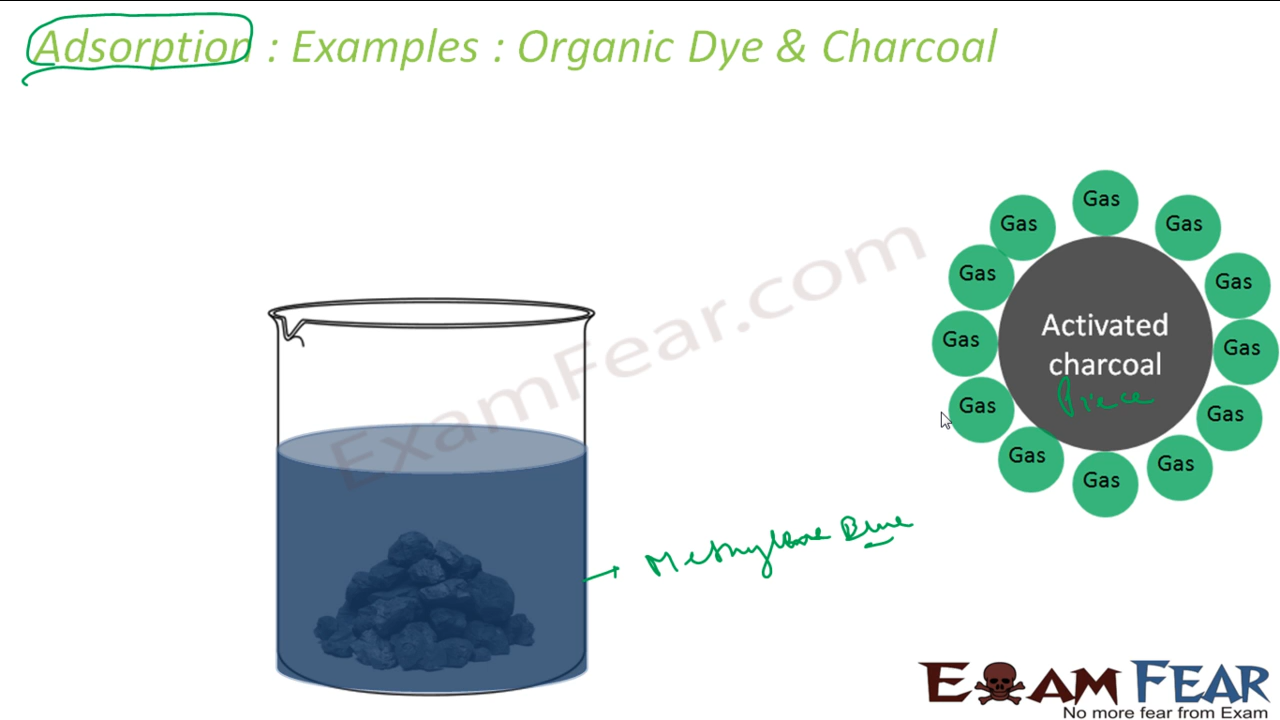 Adsorption : Examples : Organic Dye & Charcoal
Gas
Gas
Gas
Gas
Gas
Gas
Gas
Gas
Gas
Gas
Gas
Gas
Activated
charcoal
Piece
ExamFear.com
Methylene Blue
EXAM FEAR
No more fear from Exam